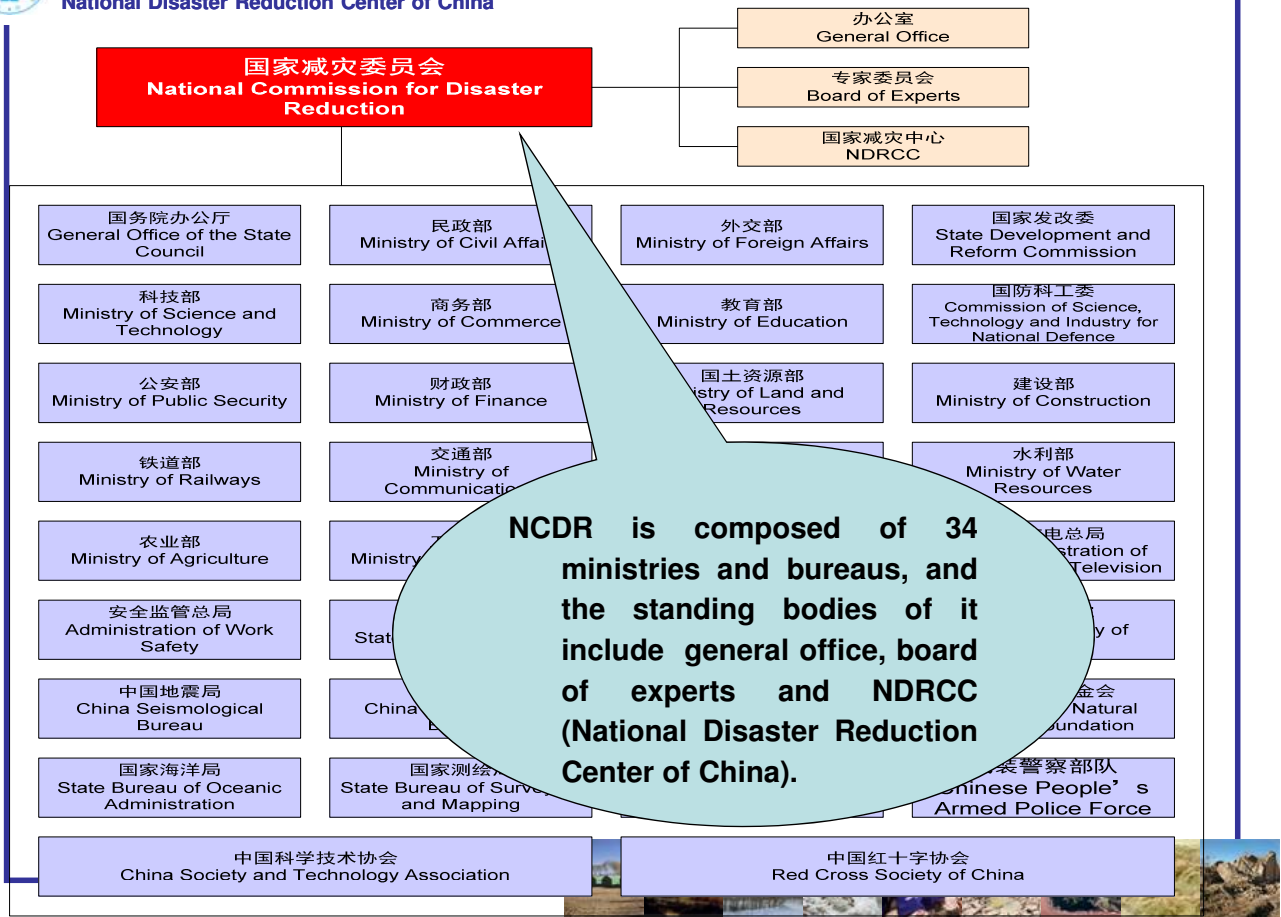 National Disaster Reduction Center of China
国家减灾委员会
National Commission for Disaster
Reduction
办公室
General Office
专家委员会
Board of Experts
国家减灾中心
NDRCC
国务院办公厅
General Office of the State
Council
民政部
Ministry of Civil
外交部
Ministry of Foreign Affairs
国家发改委
State Development and
Reform Commission
科技部
Ministry of Science and
Technology
商务部
Ministry of Commerce
教育部
Ministry of Education
国防科工委
Commission of Science,
Technology and Industry for
National Defence
公安部
Ministry of Public Security
财政部
Ministry of Finance
国土资源部
of Land and
Resources
建设部
Ministry of Construction
铁道部
Ministry of Railways
交通部
Ministry of
水利部
Ministry of Water
Resources
农业部
Ministry of Agriculture
Ministry
电总局
of
Television
安全监管总局
Administration of Work
Safety
of
中国地震局
China Seismological
Bureau
China
金会
Natural
国家海洋局
State Bureau of Oceanic
Administration
国家测绘
State Bureau of
and Mapping
警察部队
Chinese People’s
Armed Police Force
中国科学技术协会
China Society and Technology Association
中国红十字协会
Red Cross Society of China
NCDR is composed of 34
ministries and bureaus, and
the standing bodies of it
include general office, board
of experts and NDRCC
(National Disaster Reduction
Center of China).